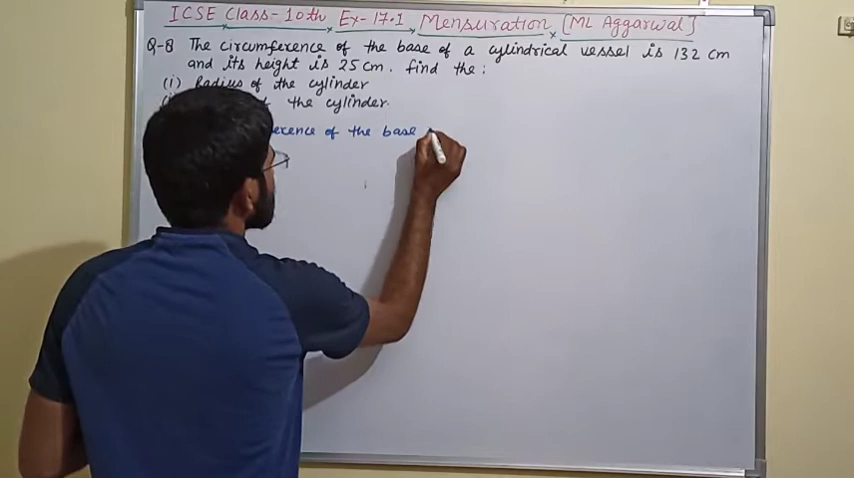 ICSE Class-10th Ex-17.1 Mensuration [ML Aggarwal]
Q-8 The circumference of the base of a cylindrical vessel is 132 cm
and its height is 25 cm. find the :
(i) Radius of the cylinder
the cylinder.
of the base